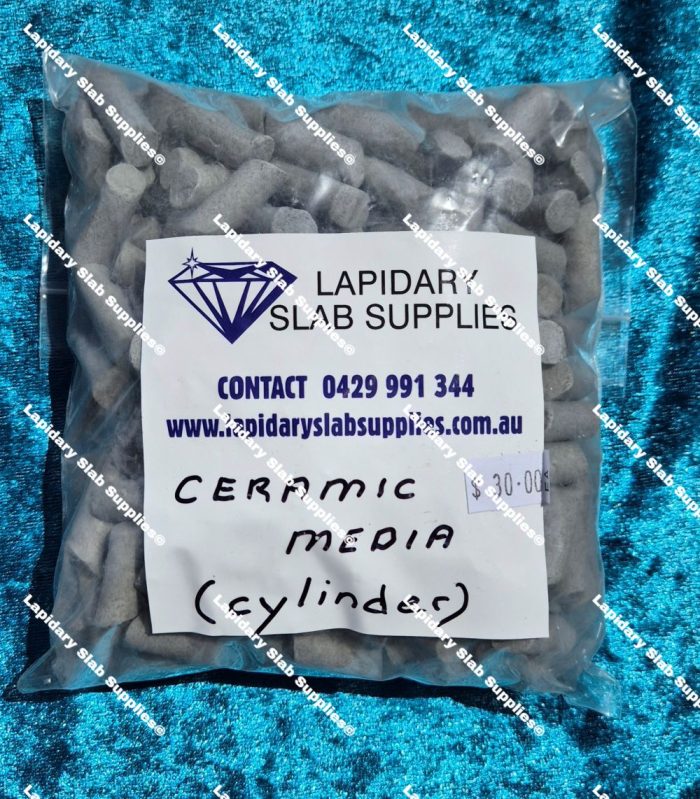 LAPIDARY
SLAB SUPPLIES
CONTACT 0429 991 344
www.lapidaryslabsupplies.com.au
CERAMIC
$ 30.00
MEDIA
(cylinder)
Lapidary Slab Supplies©